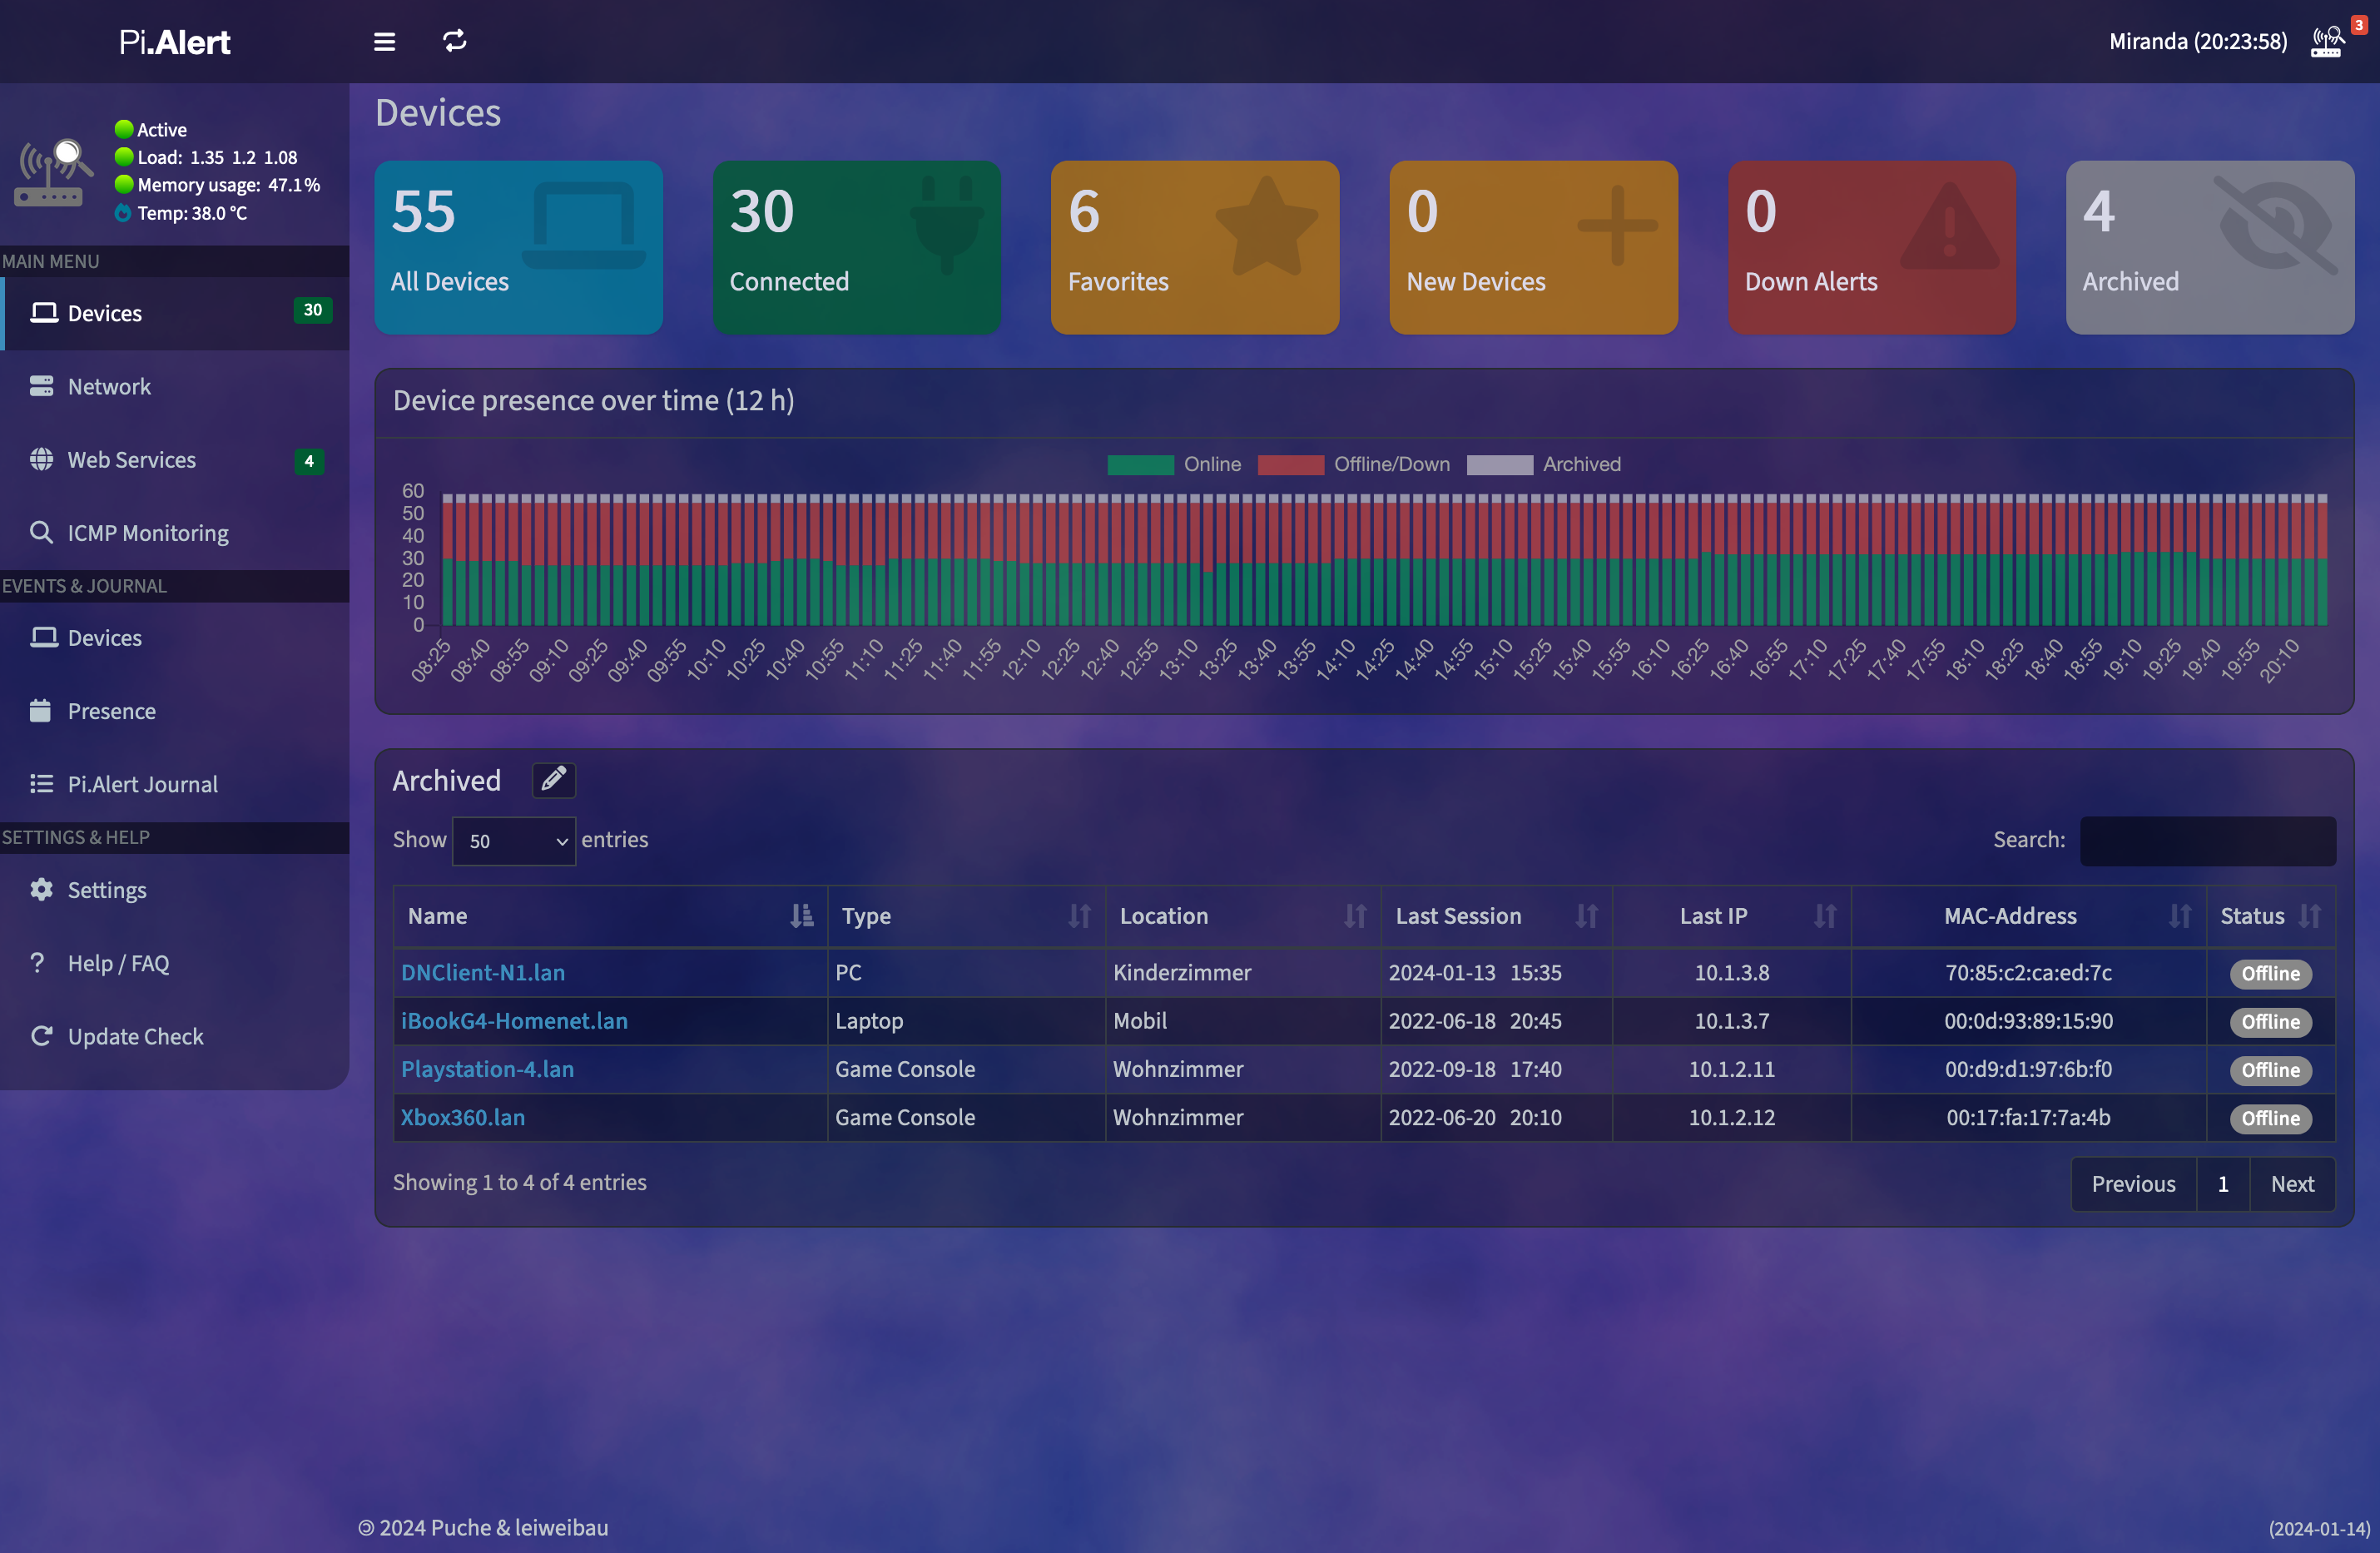 Pi.Alert
Miranda (20:23:58)
3
Active
Load: 1.35 1.2 1.08
Memory usage: 47.1%
Temp: 38.0 °C
MAIN MENU
Devices 30
Network
Web Services 4
ICMP Monitoring
EVENTS & JOURNAL
Devices
Presence
Pi.Alert Journal
SETTINGS & HELP
Settings
Help / FAQ
Update Check
Devices
55
All Devices
30
Connected
6
Favorites
0
New Devices
0
Down Alerts
4
Archived
Device presence over time (12 h)
Online Offline/Down Archived
60
50
40
30
20
10
0
08:25 08:40 08:55 09:10 09:25 09:40 09:55 10:10 10:25 10:40 10:55 11:10 11:25 11:40 11:55 12:10 12:25 12:40 12:55 13:10 13:25 13:40 13:55 14:10 14:25 14:40 14:55 15:10 15:25 15:40 15:55 16:10 16:25 16:40 16:55 17:10 17:25 17:40 17:55 18:10 18:25 18:40 18:55 19:10 19:25 19:40 19:55 20:10
Archived
Show 50 entries
Search:
Name Type Location Last Session Last IP MAC-Address Status
DNClient-N1.lan PC Kinderzimmer 2024-01-13 15:35 10.1.3.8 70:85:c2:ca:ed:7c Offline
iBookG4-Homenet.lan Laptop Mobil 2022-06-18 20:45 10.1.3.7 00:0d:93:89:15:90 Offline
Playstation-4.lan Game Console Wohnzimmer 2022-09-18 17:40 10.1.2.11 00:d9:d1:97:6b:f0 Offline
Xbox360.lan Game Console Wohnzimmer 2022-06-20 20:10 10.1.2.12 00:17:fa:17:7a:4b Offline
Showing 1 to 4 of 4 entries
Previous 1 Next
🄯 2024 Puche & leiweibau
(2024-01-14)